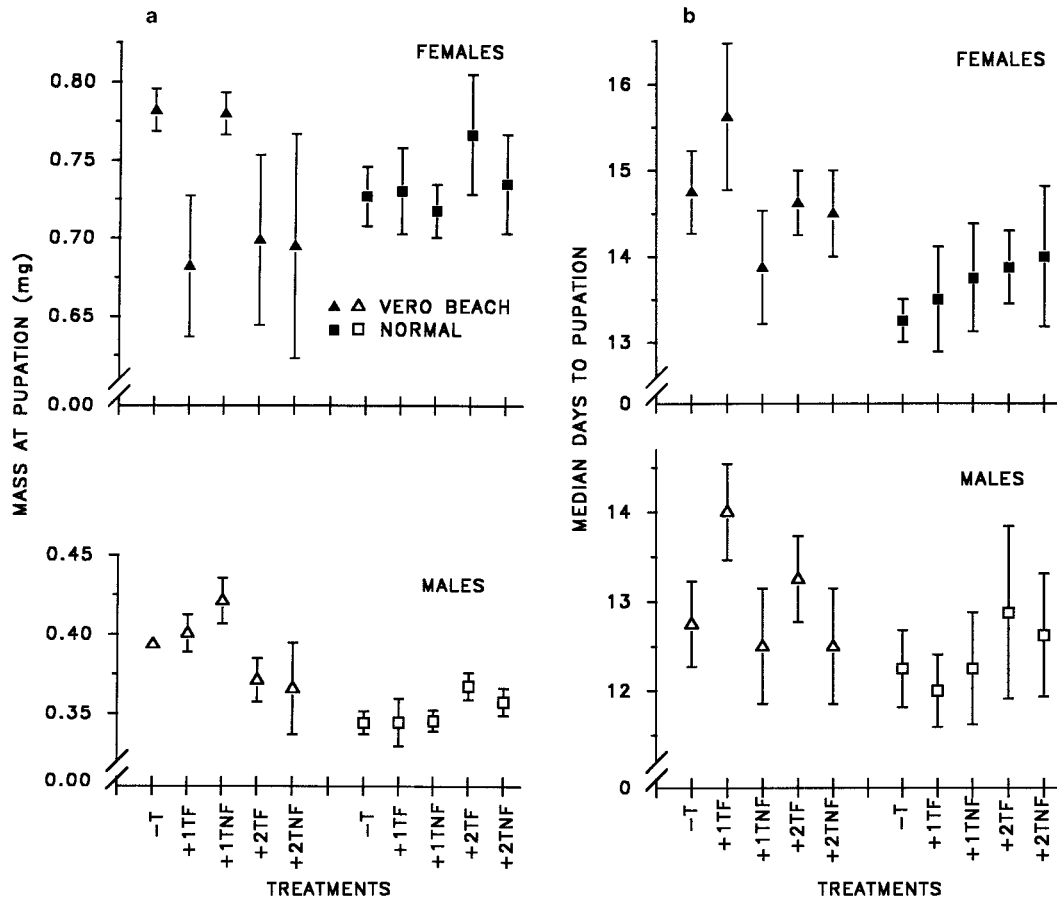 a
FEMALES
MASS AT PUPATION (mg)
0.80
0.75
0.70
0.65
0.00
VERO BEACH
NORMAL
MALES
0.45
0.40
0.35
0.00
-T
+1TF
+1TNF
+2TF
+2TNF
-T
+1TF
+1TNF
+2TF
+2TNF
TREATMENTS
b
FEMALES
MEDIAN DAYS TO PUPATION
16
15
14
13
0
MALES
14
13
12
0
-T
+1TF
+1TNF
+2TF
+2TNF
-T
+1TF
+1TNF
+2TF
+2TNF
TREATMENTS